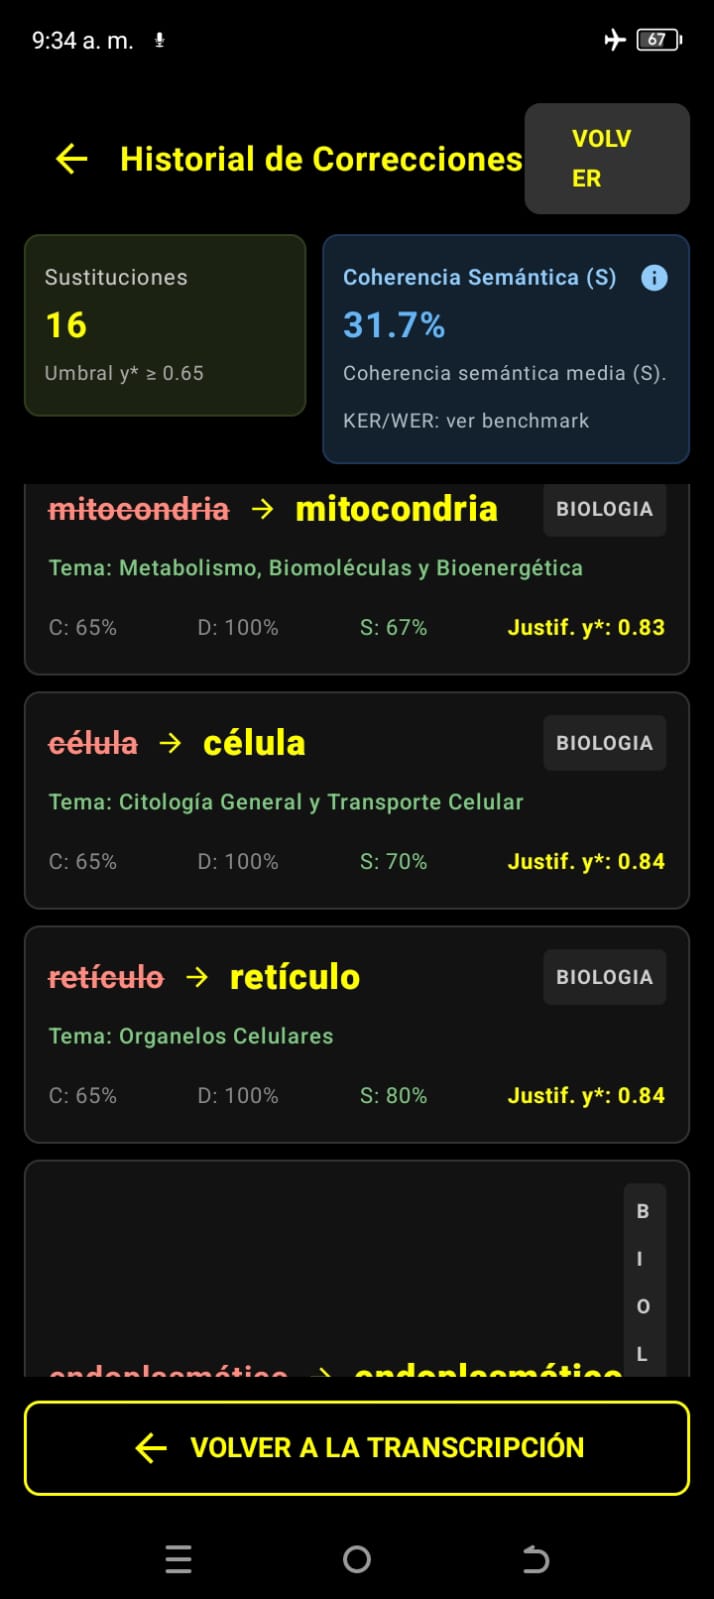 9:34 a. m.
67
Historial de Correcciones
VOLV
ER
Sustituciones
16
Umbral y* ≥ 0.65
Coherencia Semántica (S)
31.7%
Coherencia semántica media (S).
KER/WER: ver benchmark
mitocondria → mitocondria
BIOLOGIA
Tema: Metabolismo, Biomoléculas y Bioenergética
C: 65% D: 100% S: 67% Justif. y*: 0.83
célula → célula
BIOLOGIA
Tema: Citología General y Transporte Celular
C: 65% D: 100% S: 70% Justif. y*: 0.84
retículo → retículo
BIOLOGIA
Tema: Organelos Celulares
C: 65% D: 100% S: 80% Justif. y*: 0.84
B
I
O
L
endoplasmático → endoplasmático
← VOLVER A LA TRANSCRIPCIÓN